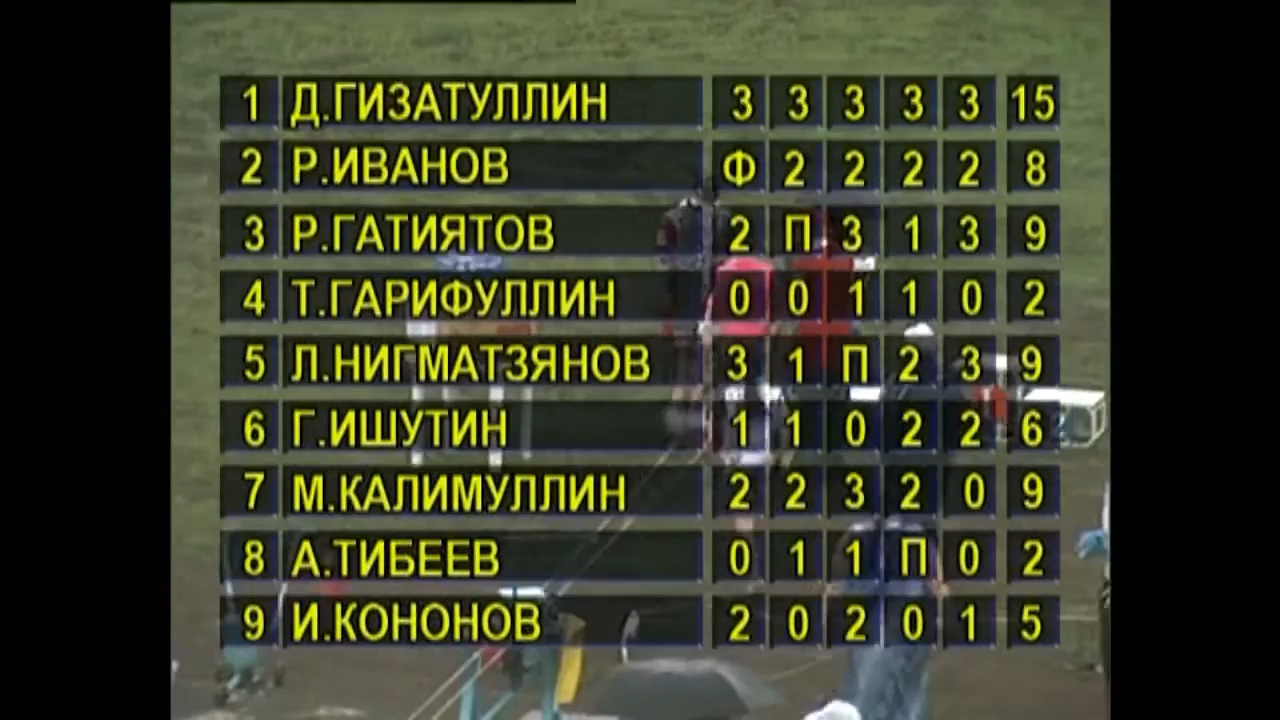 1 Д.ГИЗАТУЛЛИН 3 3 3 3 3 15
2 Р.ИВАНОВ Ф 2 2 2 2 8
3 Р.ГАТИЯТОВ 2 П 3 1 3 9
4 Т.ГАРИФУЛЛИН 0 0 1 1 0 2
5 Л.НИГМАТЗЯНОВ 3 1 П 2 3 9
6 Г.ИШУТИН 1 1 0 2 2 6
7 М.КАЛИМУЛЛИН 2 2 3 2 0 9
8 А.ТИБЕЕВ 0 1 1 П 0 2
9 И.КОНОНОВ 2 0 2 0 1 5